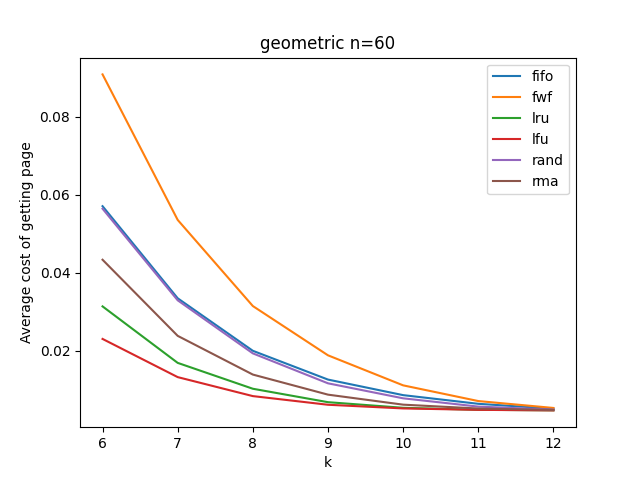 geometric n=60
Average cost of getting page
0.08
0.06
0.04
0.02
6 7 8 9 10 11 12
k
fifo
fwf
lru
lfu
rand
rma